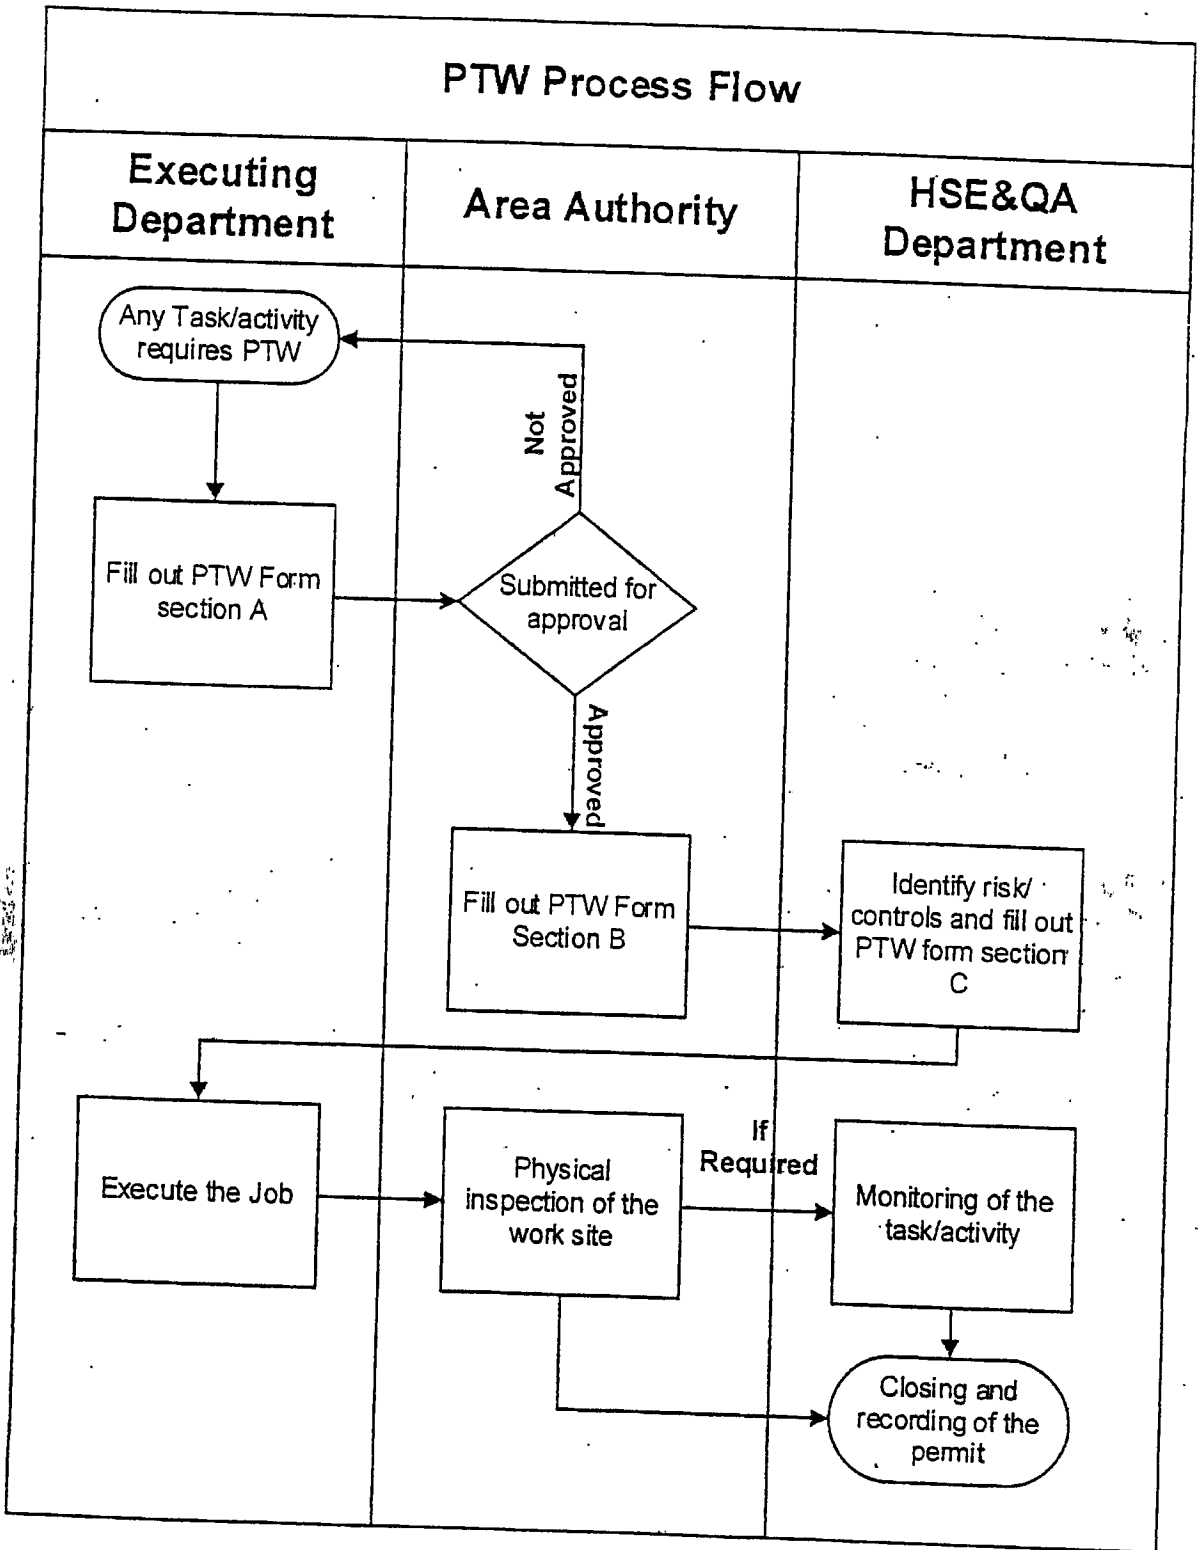 PTW Process Flow
Executing
Department
Area Authority
HSE&QA
Department
Any Task/activity
requires PTW
Not
Approved
Fill out PTW Form
section A
Submitted for
approval
Approved
Fill out PTW Form
Section B
Identify risk/
controls and fill out
PTW form section
C
Execute the Job
Physical
inspection of the
work site
If
Required
Monitoring of the
task/activity
Closing and
recording of the
permit